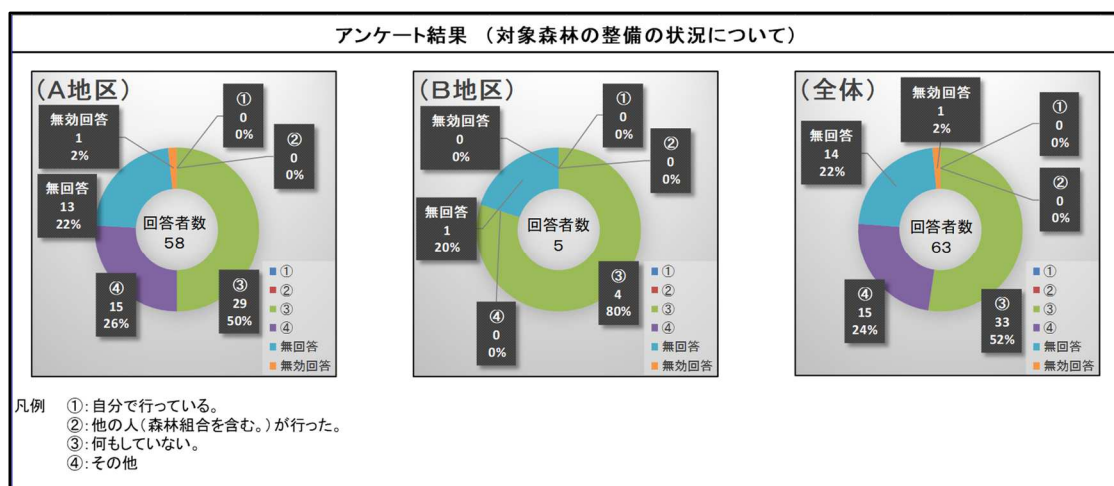 アンケート結果 (対象森林の整備の状況について)
(A地区)
①
0
0%
無効回答
1
2%
②
0
0%
無回答
13
22%
回答者数
58
④
15
26%
③
29
50%
①
②
③
④
無回答
無効回答
(B地区)
①
0
0%
無効回答
0
0%
②
0
0%
無回答
1
20%
回答者数
5
③
4
80%
④
0
0%
①
②
③
④
無回答
無効回答
(全体)
無効回答
1
2%
①
0
0%
無回答
14
22%
②
0
0%
回答者数
63
④
15
24%
③
33
52%
①
②
③
④
無回答
無効回答
凡例 ①:自分で行っている。
②:他の人(森林組合を含む。)が行った。
③:何もしていない。
④:その他